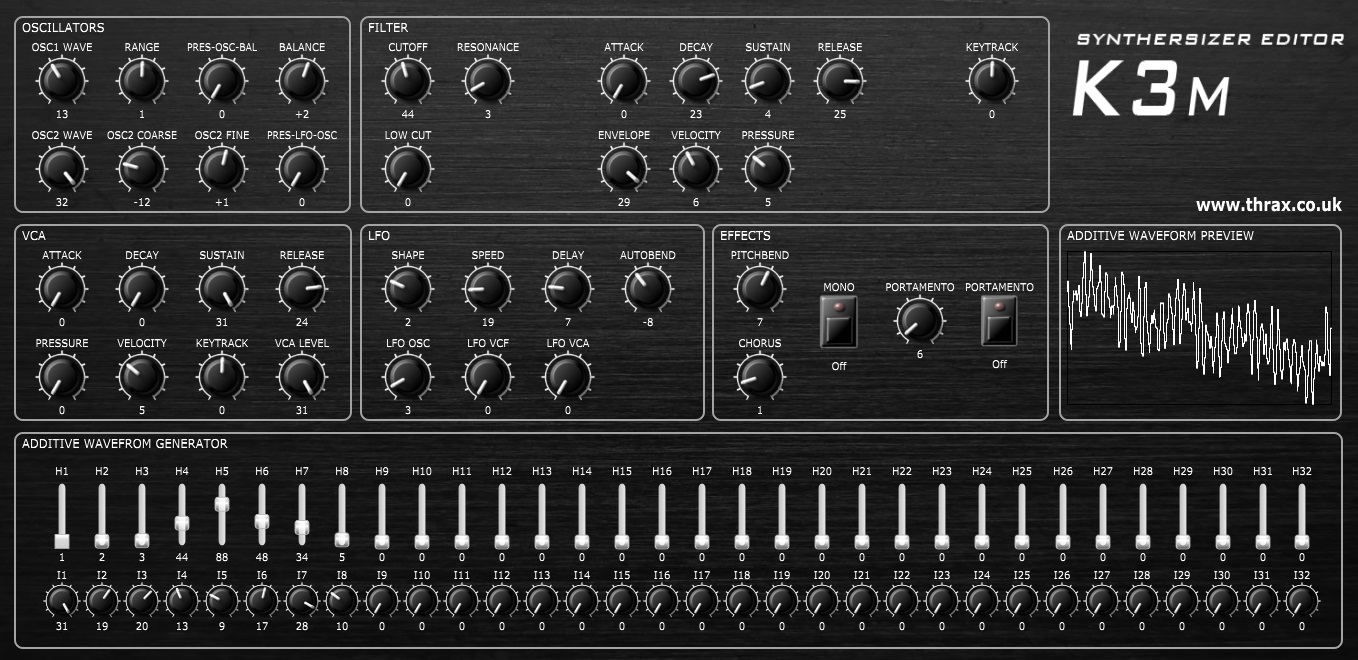 OSCILLATORS
OSC1 WAVE RANGE PRES-OSC-BAL BALANCE
13 1 0 +2
OSC2 WAVE OSC2 COARSE OSC2 FINE PRES-LFO-OSC
32 -12 +1 0
FILTER
CUTOFF RESONANCE ATTACK DECAY SUSTAIN RELEASE KEYTRACK
44 3 0 23 4 25 0
LOW CUT ENVELOPE VELOCITY PRESSURE
0 29 6 5
SYNTHERSIZER EDITOR
K3M
www.thrax.co.uk
VCA
ATTACK DECAY SUSTAIN RELEASE
0 0 31 24
PRESSURE VELOCITY KEYTRACK VCA LEVEL
0 5 0 31
LFO
SHAPE SPEED DELAY AUTOBEND
2 19 7 -8
LFO OSC LFO VCF LFO VCA
3 0 0
EFFECTS
PITCHBEND
7
MONO PORTAMENTO PORTAMENTO
6
Off Off
CHORUS
1
ADDITIVE WAVEFORM PREVIEW
ADDITIVE WAVEFROM GENERATOR
H1 H2 H3 H4 H5 H6 H7 H8 H9 H10 H11 H12 H13 H14 H15 H16 H17 H18 H19 H20 H21 H22 H23 H24 H25 H26 H27 H28 H29 H30 H31 H32
1 2 3 44 88 48 34 5 0 0 0 0 0 0 0 0 0 0 0 0 0 0 0 0 0 0 0 0 0 0 0 0
I1 I2 I3 I4 I5 I6 I7 I8 I9 I10 I11 I12 I13 I14 I15 I16 I17 I18 I19 I20 I21 I22 I23 I24 I25 I26 I27 I28 I29 I30 I31 I32
31 19 20 13 9 17 28 10 0 0 0 0 0 0 0 0 0 0 0 0 0 0 0 0 0 0 0 0 0 0 0 0